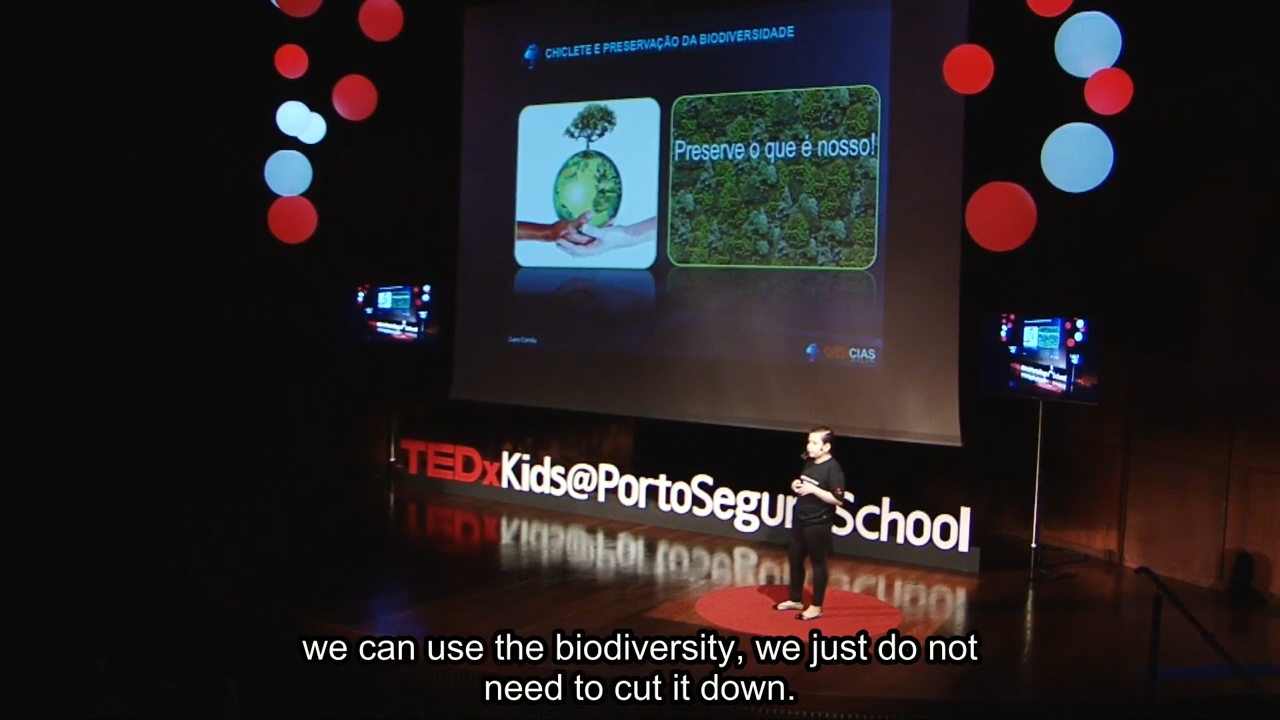 CHICLETE E PRESERVAÇÃO DA BIODIVERSIDADE
Preserve o que é nosso!
CIAS
TEDxKids@PortoSegur School
we can use the biodiversity, we just do not
need to cut it down.